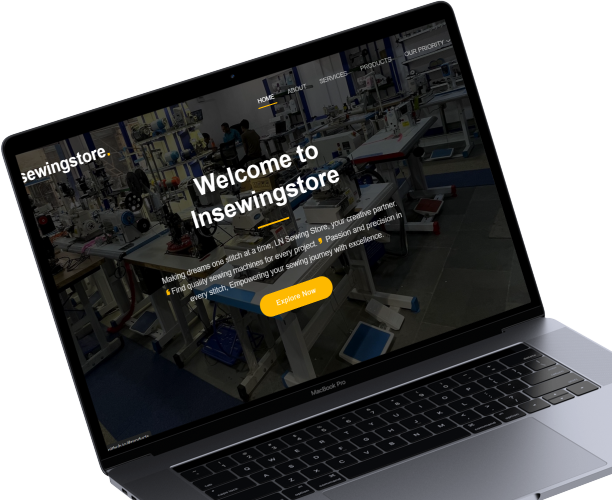 HOME ABOUT SERVICES PRODUCTS OUR PRIORITY
sewingstore.
Welcome to
Insewingstore
Making dreams one stitch at a time: LN Sewing Store, your creative partner.
Find quality sewing machines for every project. Passion and precision in
every stitch, Empowering your sewing journey with excellence.
Explore Now
MacBook Pro